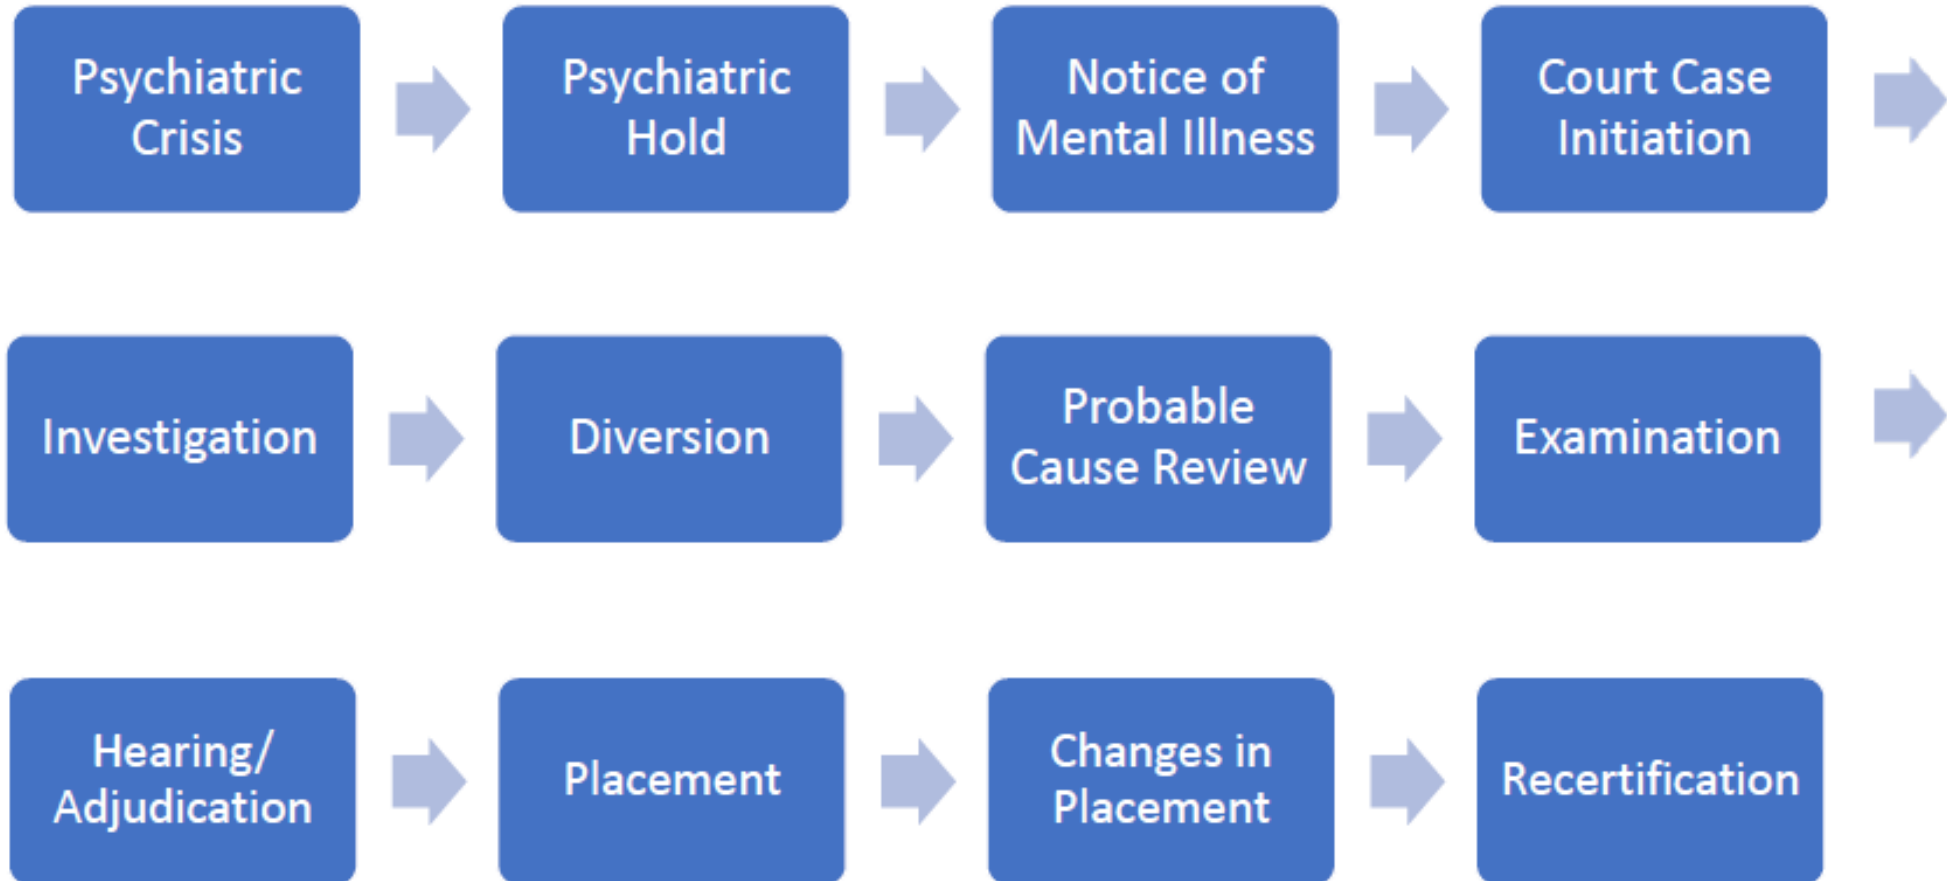 Psychiatric
Crisis
Psychiatric
Hold
Notice of
Mental Illness
Court Case
Initiation
Investigation
Diversion
Probable
Cause Review
Examination
Hearing/
Adjudication
Placement
Changes in
Placement
Recertification